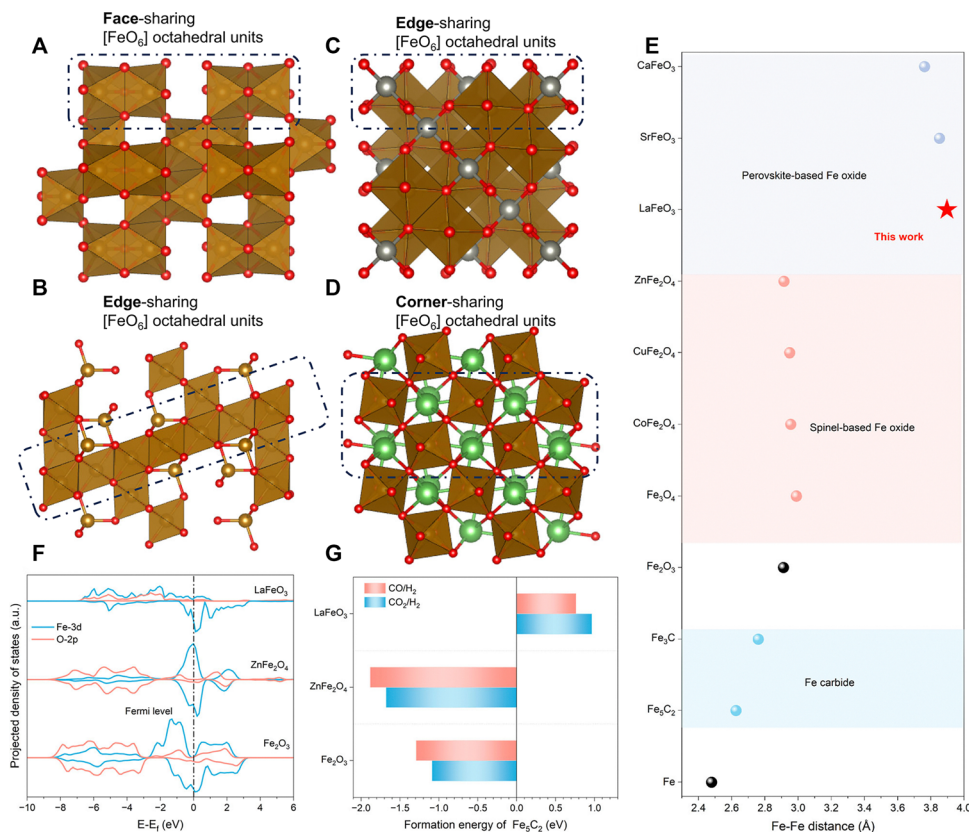 A
Face-sharing
[FeO₆] octahedral units
C
Edge-sharing
[FeO₆] octahedral units
B
Edge-sharing
[FeO₆] octahedral units
D
Corner-sharing
[FeO₆] octahedral units
E
CaFeO₃
SrFeO₃
Perovskite-based Fe oxide
LaFeO₃
This work
ZnFe₂O₄
CuFe₂O₄
CoFe₂O₄
Spinel-based Fe oxide
Fe₃O₄
Fe₂O₃
Fe₃C
Fe carbide
Fe₅C₂
Fe
2.4 2.6 2.8 3.0 3.2 3.4 3.6 3.8 4.0
Fe-Fe distance (Å)
F
Projected density of states (a.u.)
LaFeO₃
Fe-3d
O-2p
ZnFe₂O₄
Fermi level
Fe₂O₃
-10 -8 -6 -4 -2 0 2 4 6
E-E_f (eV)
G
CO/H₂
CO₂/H₂
LaFeO₃
ZnFe₂O₄
Fe₂O₃
-2.0 -1.5 -1.0 -0.5 0.0 0.5 1.0
Formation energy of Fe₅C₂ (eV)